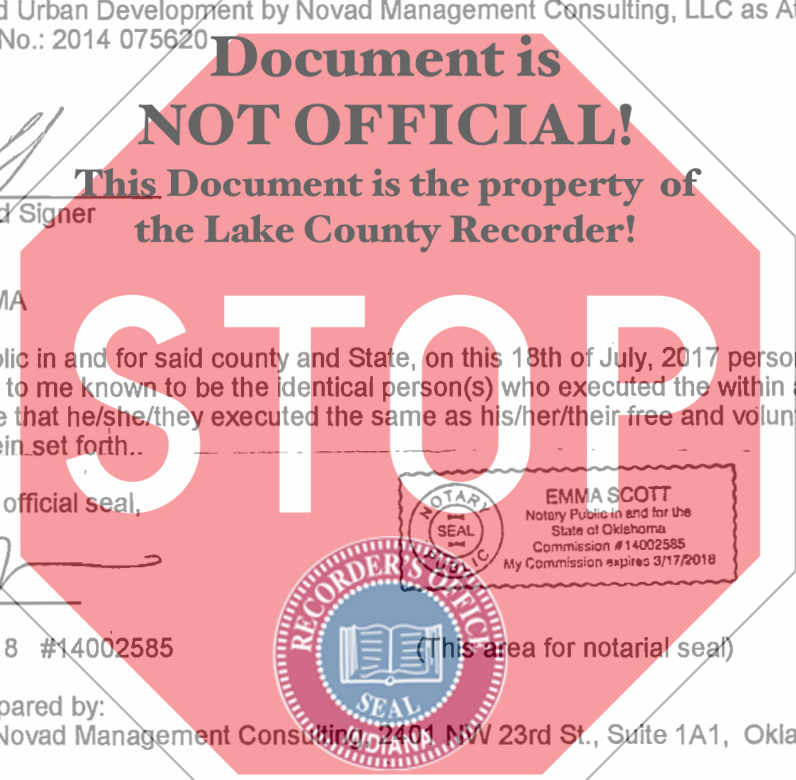 d Urban Development by Novad Management Consulting, LLC as A
No.: 2014 075620
Document is
NOT OFFICIAL!
This Document is the property of
the Lake County Recorder!
d Signer
MA
STOP
lic in and for said county and State, on this 18th of July, 2017 perso
to me known to be the identical person(s) who executed the within a
e that he/she/they executed the same as his/her/their free and volun
ein set forth..
official seal,
NOTARY PUBLIC
SEAL
EMMA SCOTT
Notary Public in and for the
State of Oklahoma
Commission #14002585
My Commission expires 3/17/2018
RECORDER'S OFFICE
SEAL
INDIANA
8 #14002585
(This area for notarial seal)
pared by:
Novad Management Consulting, 2401 NW 23rd St., Suite 1A1, Okla